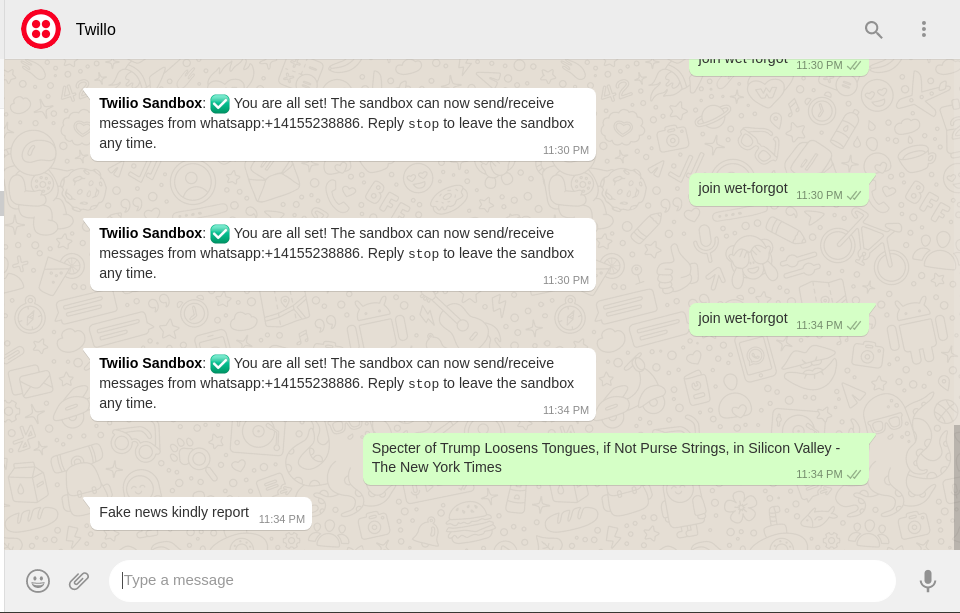 Twillo
join wet-forgot 11:30 PM
Twilio Sandbox: ✅ You are all set! The sandbox can now send/receive
messages from whatsapp:+14155238886. Reply stop to leave the sandbox
any time.
11:30 PM
join wet-forgot 11:30 PM
Twilio Sandbox: ✅ You are all set! The sandbox can now send/receive
messages from whatsapp:+14155238886. Reply stop to leave the sandbox
any time.
11:30 PM
join wet-forgot 11:34 PM
Twilio Sandbox: ✅ You are all set! The sandbox can now send/receive
messages from whatsapp:+14155238886. Reply stop to leave the sandbox
any time.
11:34 PM
Specter of Trump Loosens Tongues, if Not Purse Strings, in Silicon Valley -
The New York Times
11:34 PM
Fake news kindly report 11:34 PM
Type a message